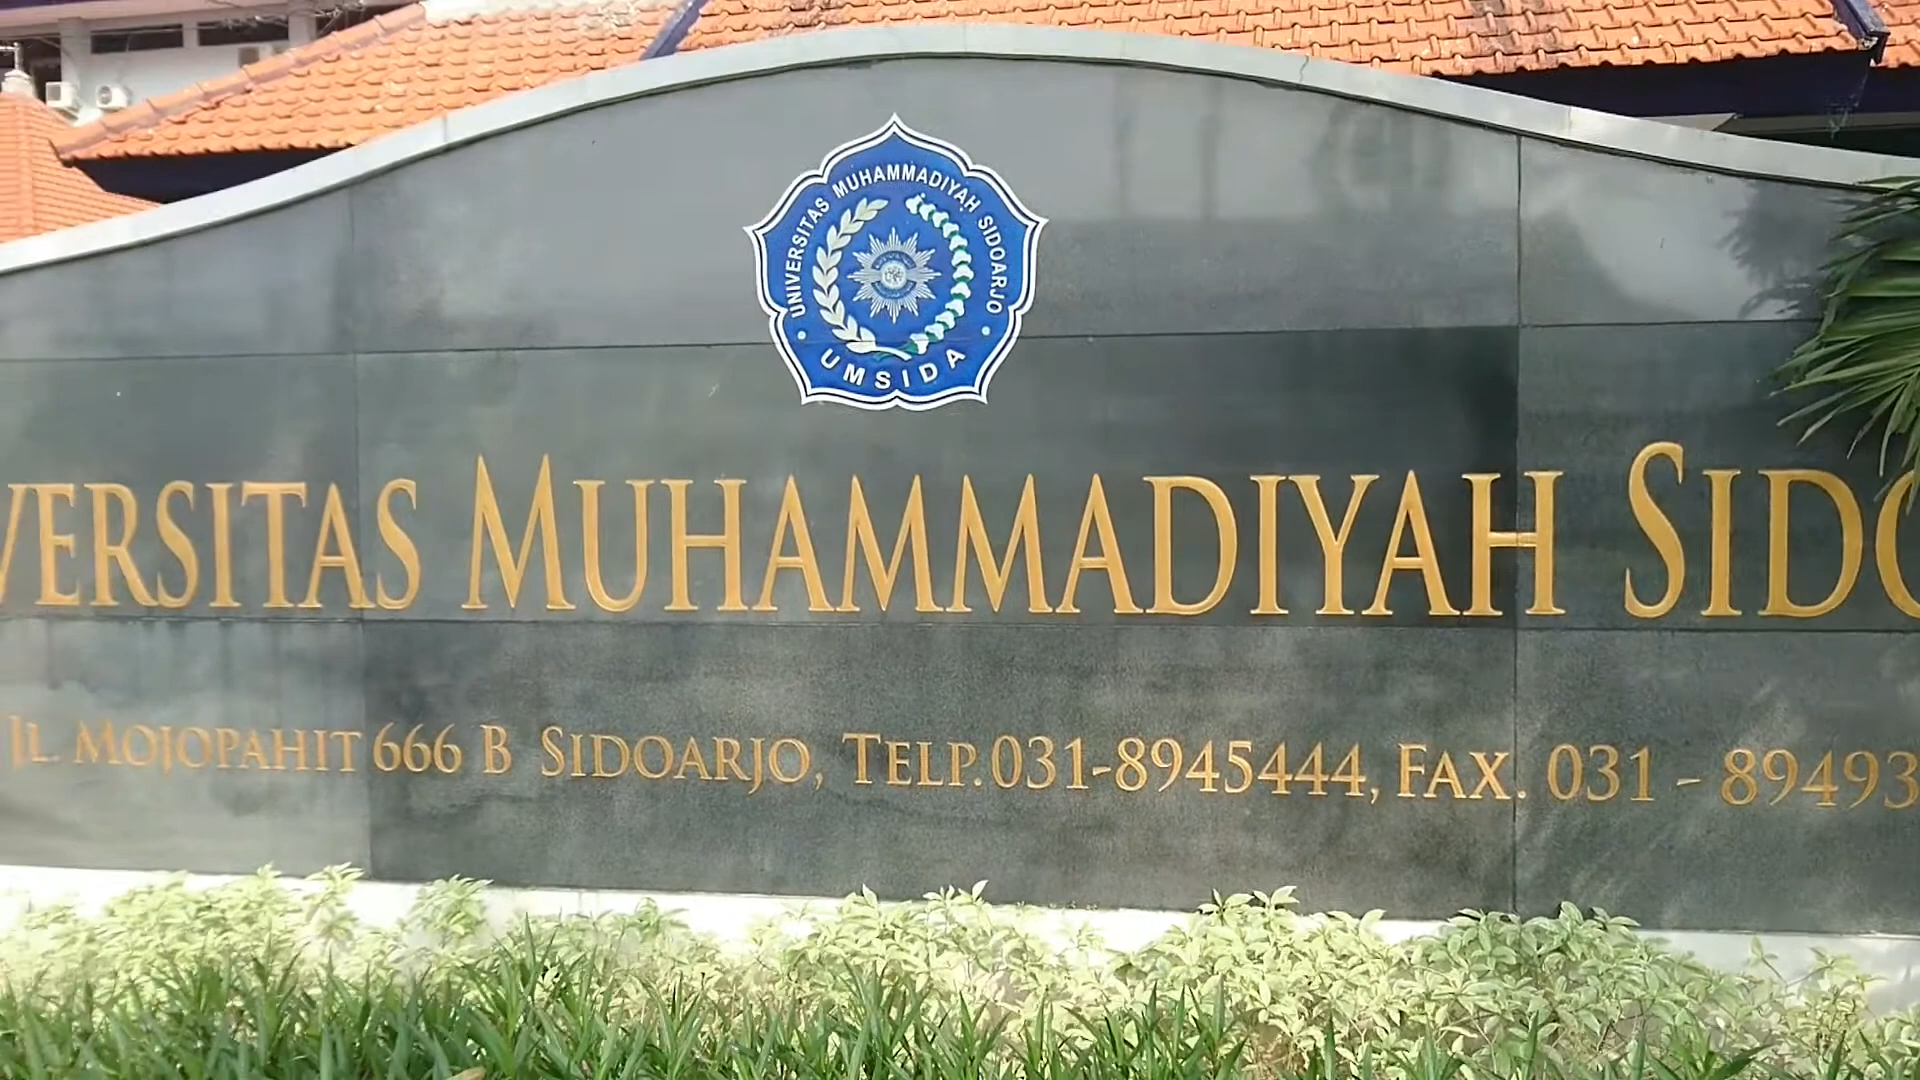 UNIVERSITAS MUHAMMADIYAH SIDOARJO
UMSIDA
VERSITAS MUHAMMADIYAH SIDO
JL. MOJOPAHIT 666 B SIDOARJO, TELP. 031-8945444, FAX. 031 - 89493